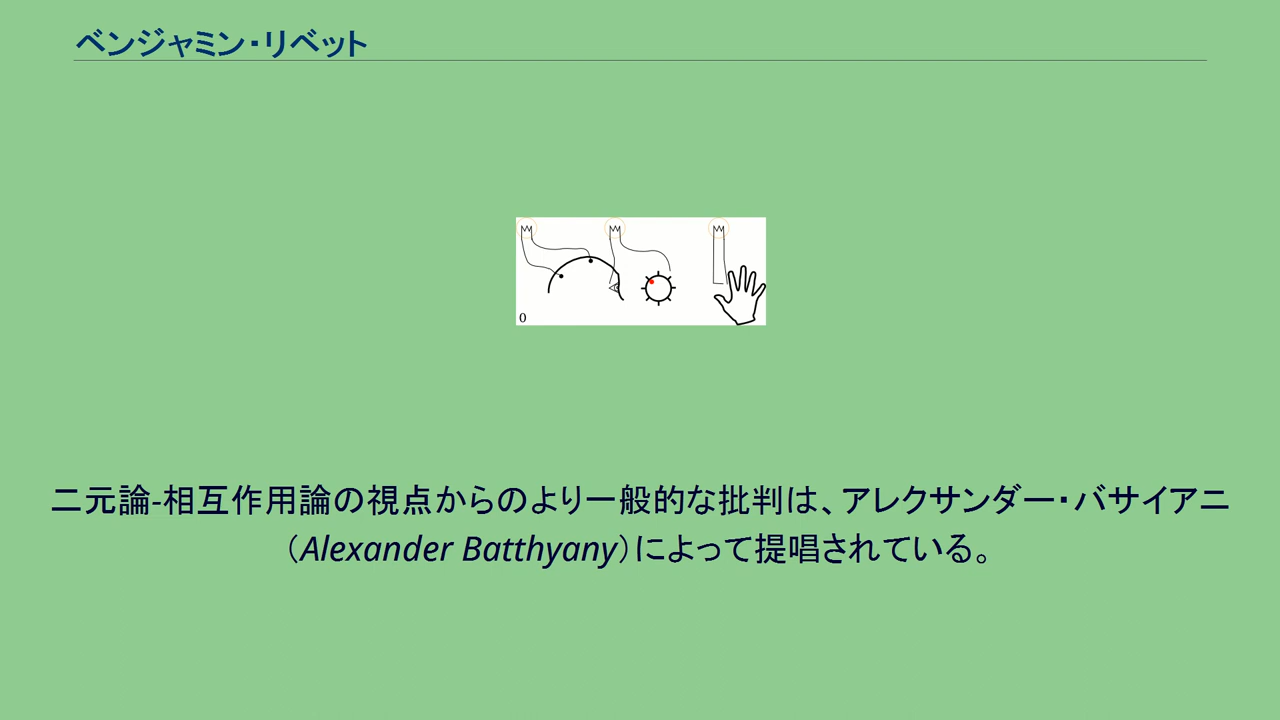 ベンジャミン・リベット
0
二元論-相互作用論の視点からのより一般的な批判は、アレクサンダー・バサイアニ
（Alexander Batthyany）によって提唱されている。